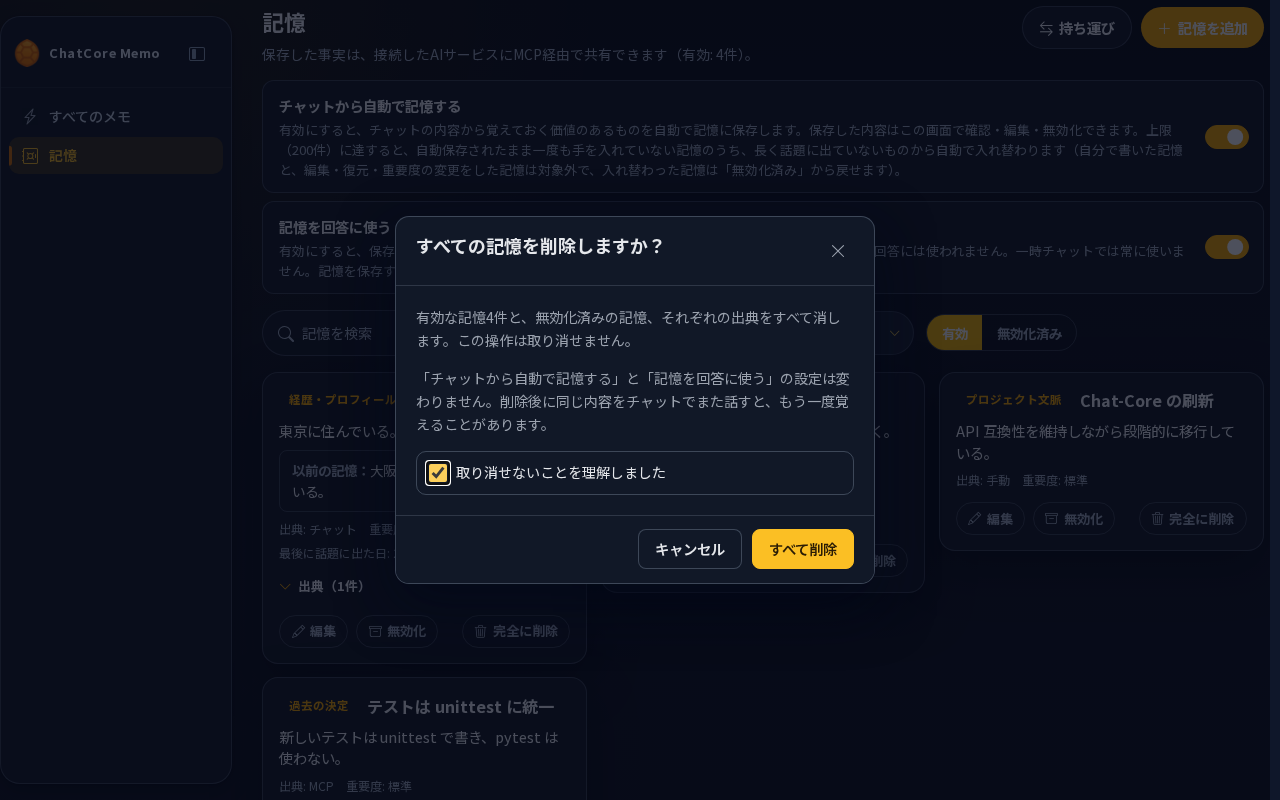 ChatCore Memo
すべてのメモ
記憶
記憶
保存した事実は、接続したAIサービスにMCP経由で共有できます（有効: 4件）。
持ち運び
記憶を追加
チャットから自動で記憶する
有効にすると、チャットの内容から覚えておく価値のあるものを自動で記憶に保存します。保存した内容はこの画面で確認・編集・無効化できます。上限
（200件）に達すると、自動保存されたまま一度も手を入れていない記憶のうち、長く話題に出ていないものから自動で入れ替わります（自分で書いた記憶
と、編集・復元・重要度の変更をした記憶は対象外で、入れ替わった記憶は「無効化済み」から戻せます）。
記憶を回答に使う
有効にすると、保存
回答には使われません。一時チャットでは常に使いま
せん。記憶を保存す
記憶を検索
有効
無効化済み
すべての記憶を削除しますか？
有効な記憶4件と、無効化済みの記憶、それぞれの出典をすべて消し
ます。この操作は取り消せません。
「チャットから自動で記憶する」と「記憶を回答に使う」の設定は変
わりません。削除後に同じ内容をチャットでまた話すと、もう一度覚
えることがあります。
取り消せないことを理解しました
キャンセル
すべて削除
経歴・プロフィール
東京に住んでいる。
以前の記憶：大阪
いる。
出典: チャット 重要
最後に話題に出た日:
出典（1件）
編集
無効化
完全に削除
く。
削除
プロジェクト文脈
Chat-Core の刷新
API 互換性を維持しながら段階的に移行して
いる。
出典: 手動 重要度: 標準
編集
無効化
完全に削除
過去の決定
テストは unittest に統一
新しいテストは unittest で書き、pytest は
使わない。
出典: MCP 重要度: 標準